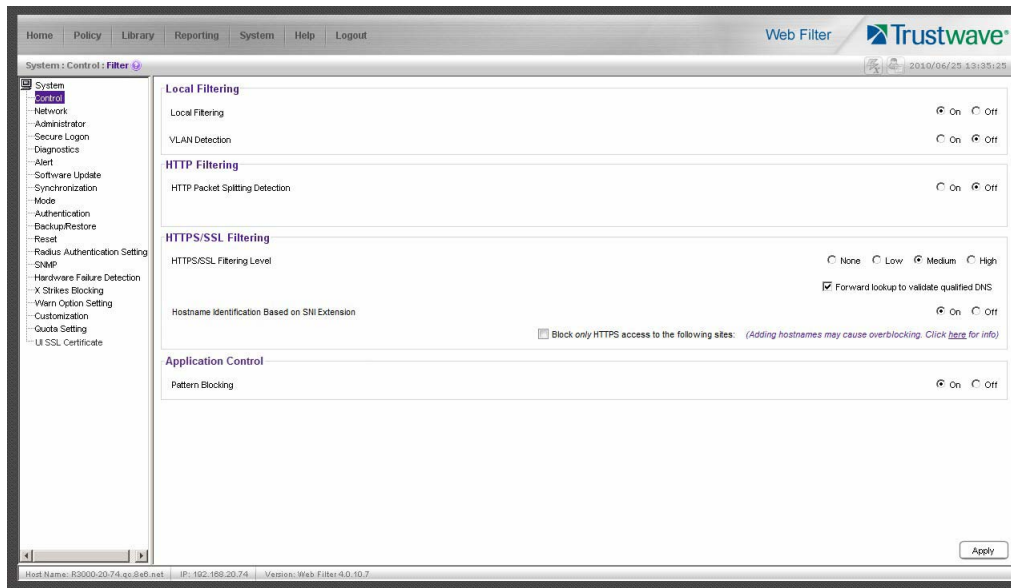 Home Policy Library Reporting System Help Logout Web Filter Trustwave®
System : Control : Filter 2010/06/25 13:35:25
System
Control
Network
Administrator
Secure Logon
Diagnostics
Alert
Software Update
Synchronization
Mode
Authentication
Backup/Restore
Reset
Radius Authentication Setting
SNMP
Hardware Failure Detection
X Strikes Blocking
Warn Option Setting
Customization
Quota Setting
UI SSL Certificate
Local Filtering
Local Filtering On Off
VLAN Detection On Off
HTTP Filtering
HTTP Packet Splitting Detection On Off
HTTPS/SSL Filtering
HTTPS/SSL Filtering Level None Low Medium High
Forward lookup to validate qualified DNS
Hostname Identification Based on SNI Extension On Off
Block only HTTPS access to the following sites: (Adding hostnames may cause overblocking. Click here for info)
Application Control
Pattern Blocking On Off
Apply
Host Name: R3000-20-74.qc.8e6.net IP: 192.168.20.74 Version: Web Filter 4.0.10.7